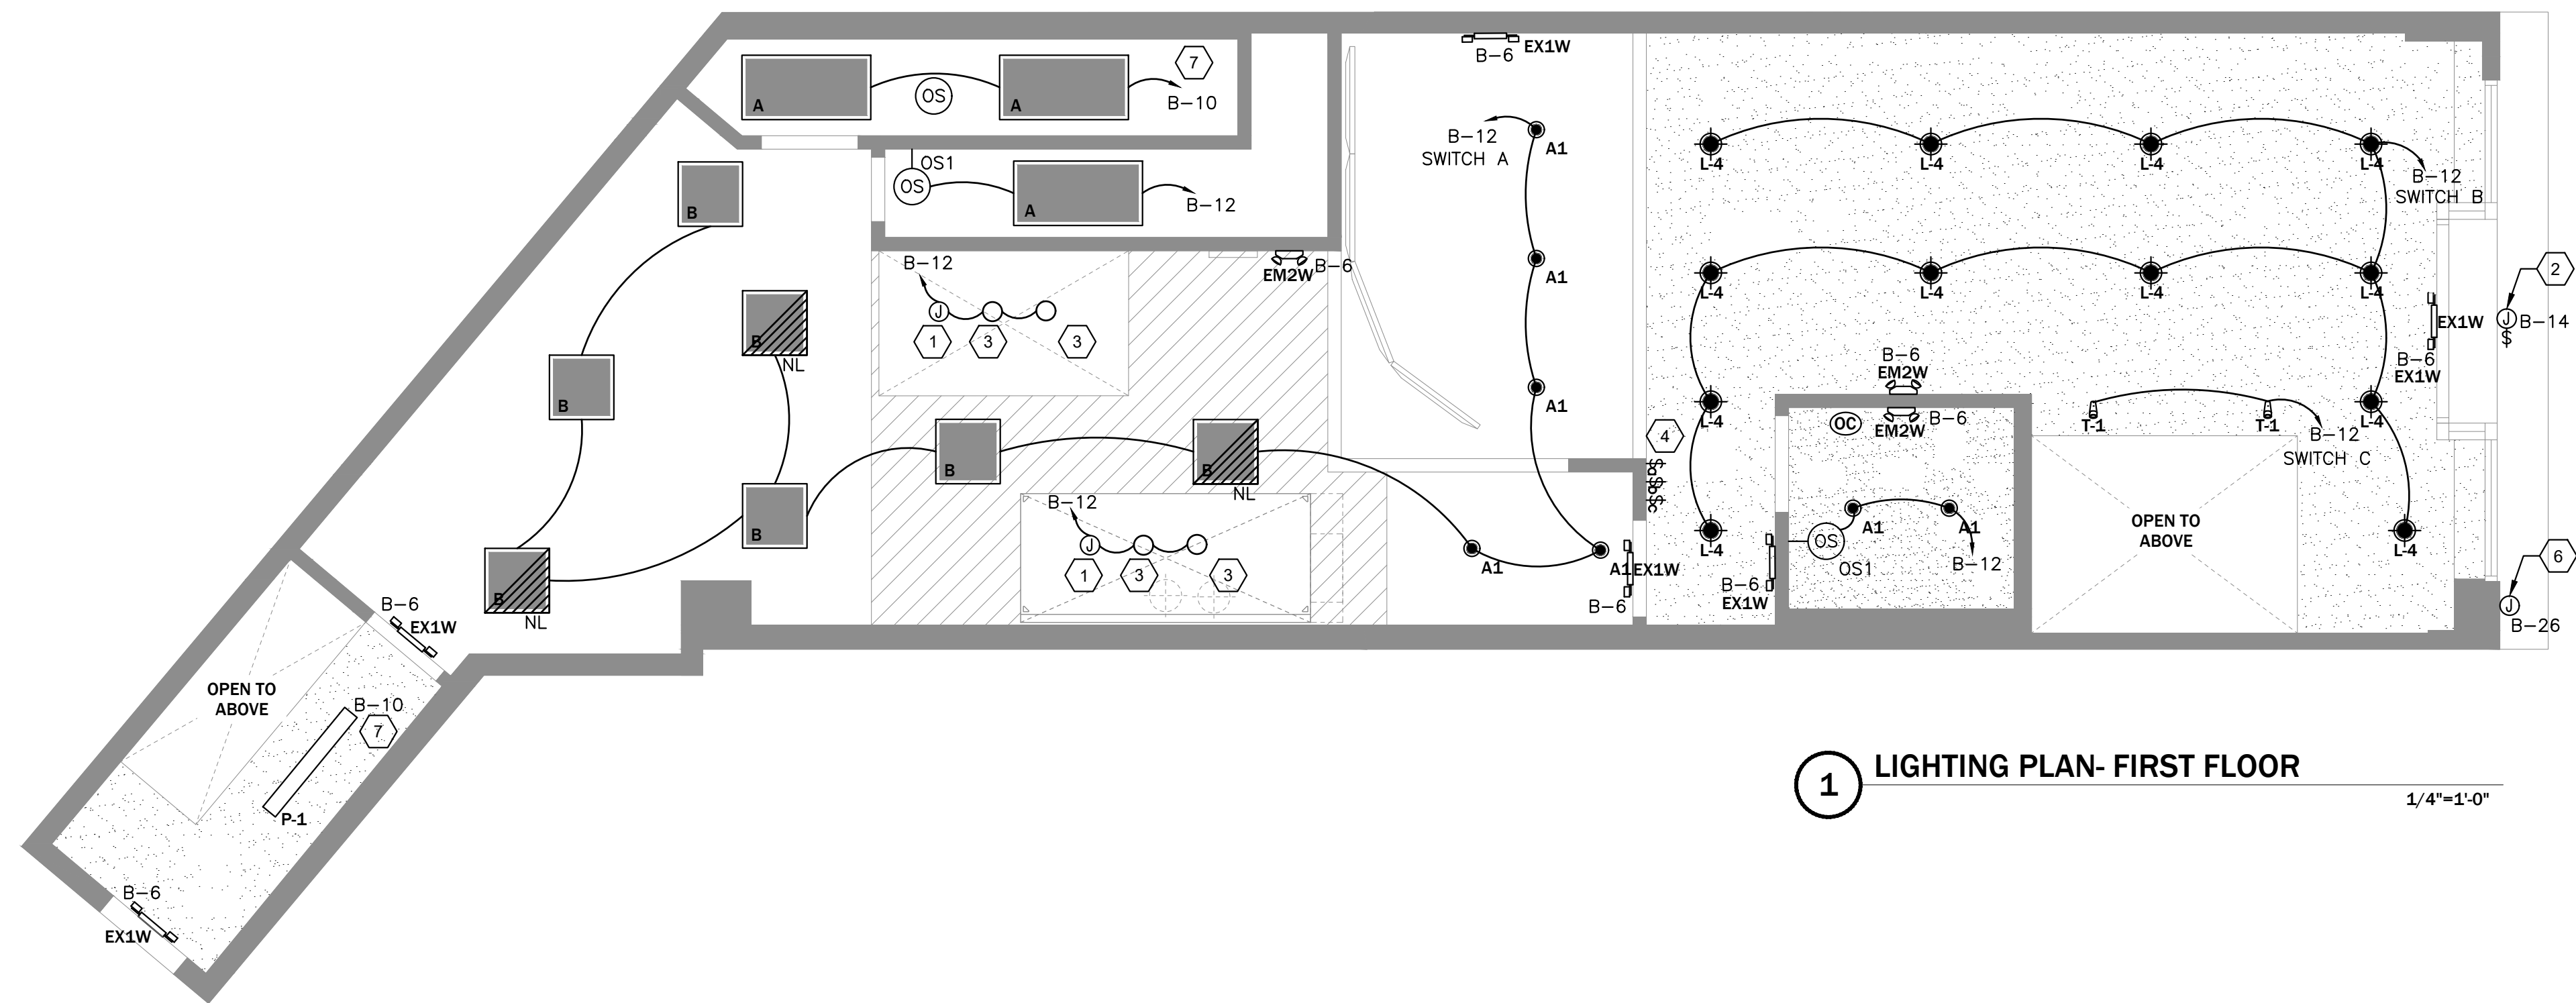 B-6 EX1W
7
A
OS
A
B-10
B-12
SWITCH A
A1
L-4
L-4
L-4
L-4
B-12
SWITCH B
OS1
OS
A
B-12
B
B-12
EM2W B-6
A1
L-4
L-4
L-4
L-4
2
J B-14
$
EX1W
B-6
EX1W
J
1
3
3
B
NL
B
A1
B-6
EM2W
OC
EM2W
B-6
L-4
T-1
T-1
L-4
B-12
SWITCH C
4
$a
$b
$c
B
B
NL
B-12
J
1
3
3
B
A1
A1
EX1W
B-6
L-4
A1
A1
OS
OS1
B-12
B-6
EX1W
OPEN TO
ABOVE
L-4
6
J
B-26
B
NL
B-6
EX1W
OPEN TO
ABOVE
B-10
7
P-1
B-6
EX1W
1
LIGHTING PLAN- FIRST FLOOR
1/4"=1'-0"